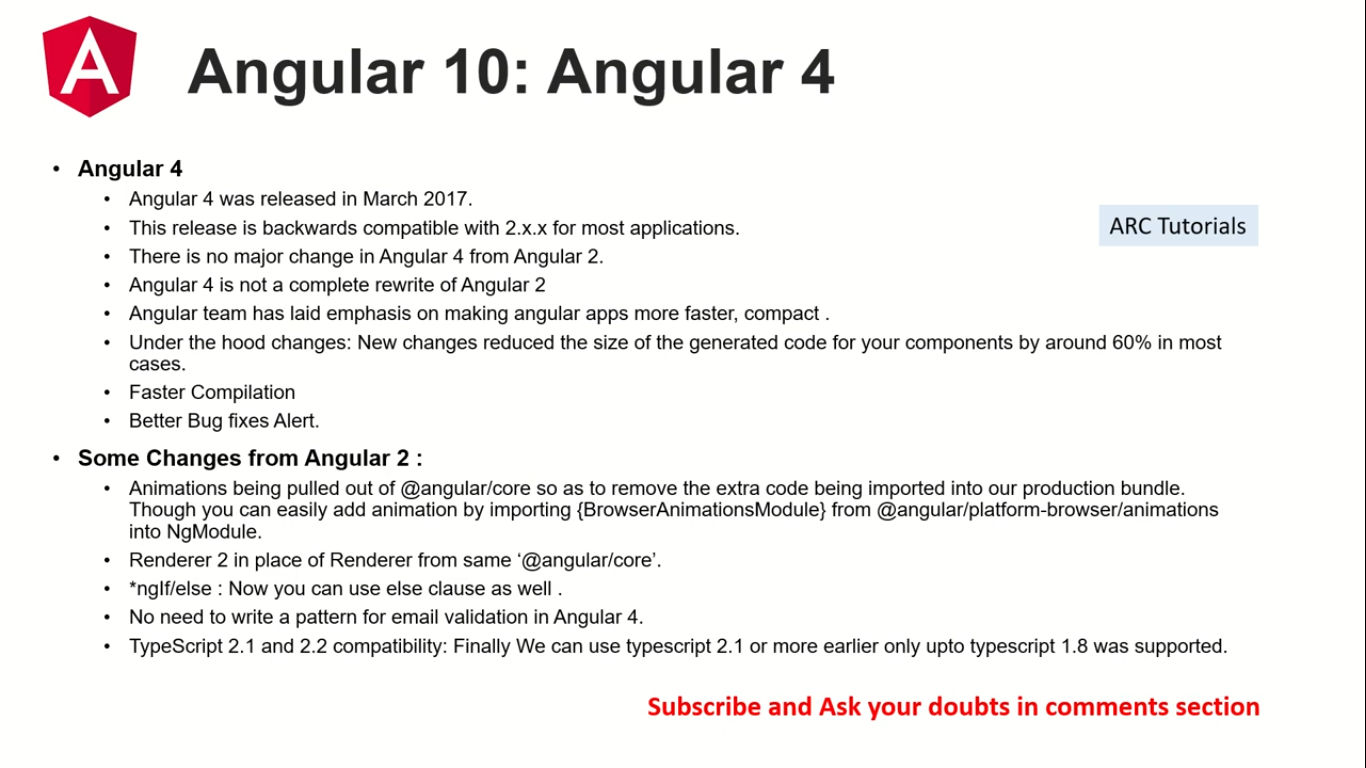 Angular 10: Angular 4
• Angular 4
• Angular 4 was released in March 2017.
• This release is backwards compatible with 2.x.x for most applications.
ARC Tutorials
• There is no major change in Angular 4 from Angular 2.
• Angular 4 is not a complete rewrite of Angular 2
• Angular team has laid emphasis on making angular apps more faster, compact .
• Under the hood changes: New changes reduced the size of the generated code for your components by around 60% in most
cases.
• Faster Compilation
• Better Bug fixes Alert.
• Some Changes from Angular 2 :
• Animations being pulled out of @angular/core so as to remove the extra code being imported into our production bundle.
Though you can easily add animation by importing {BrowserAnimationsModule} from @angular/platform-browser/animations
into NgModule.
• Renderer 2 in place of Renderer from same ‘@angular/core’.
• *ngIf/else : Now you can use else clause as well .
• No need to write a pattern for email validation in Angular 4.
• TypeScript 2.1 and 2.2 compatibility: Finally We can use typescript 2.1 or more earlier only upto typescript 1.8 was supported.
Subscribe and Ask your doubts in comments section